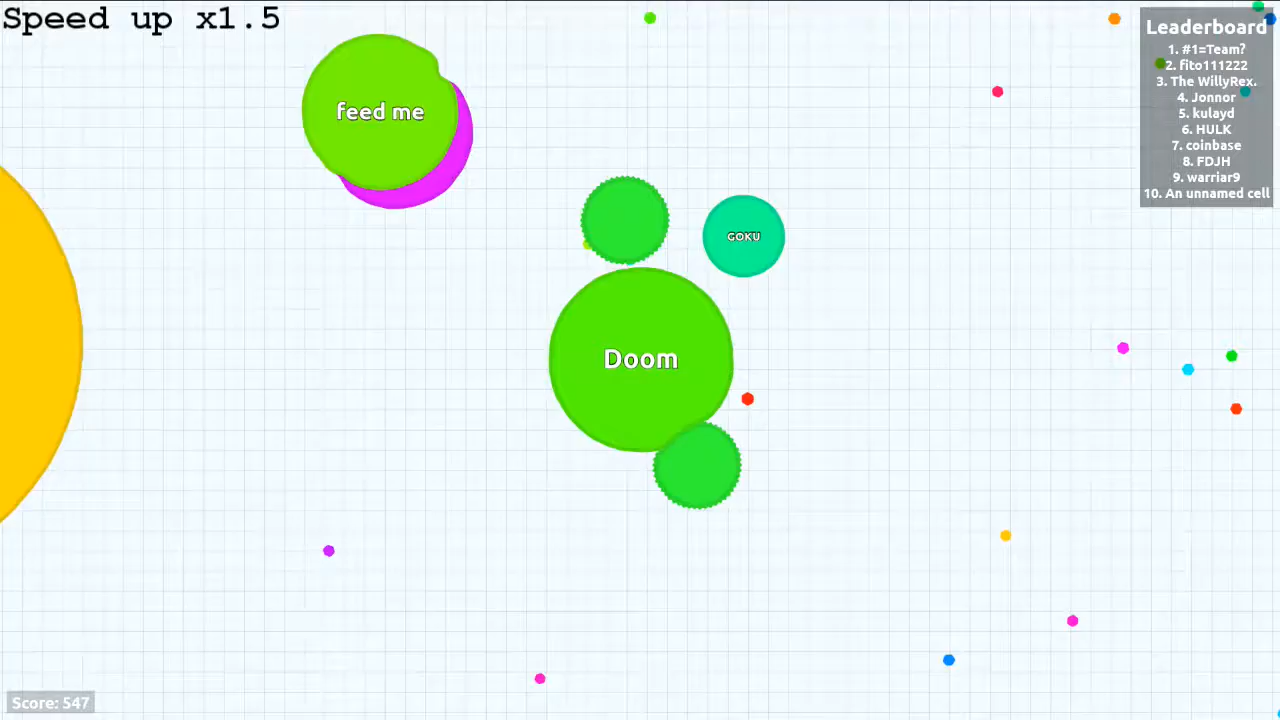 Speed up x1.5
Leaderboard
1. #1=Team?
2. fito111222
3. The WillyRex.
4. Jonnor
5. kulayd
6. HULK
7. coinbase
8. FDJH
9. warriar9
10. An unnamed cell
feed me
GOKU
Doom
Score: 547